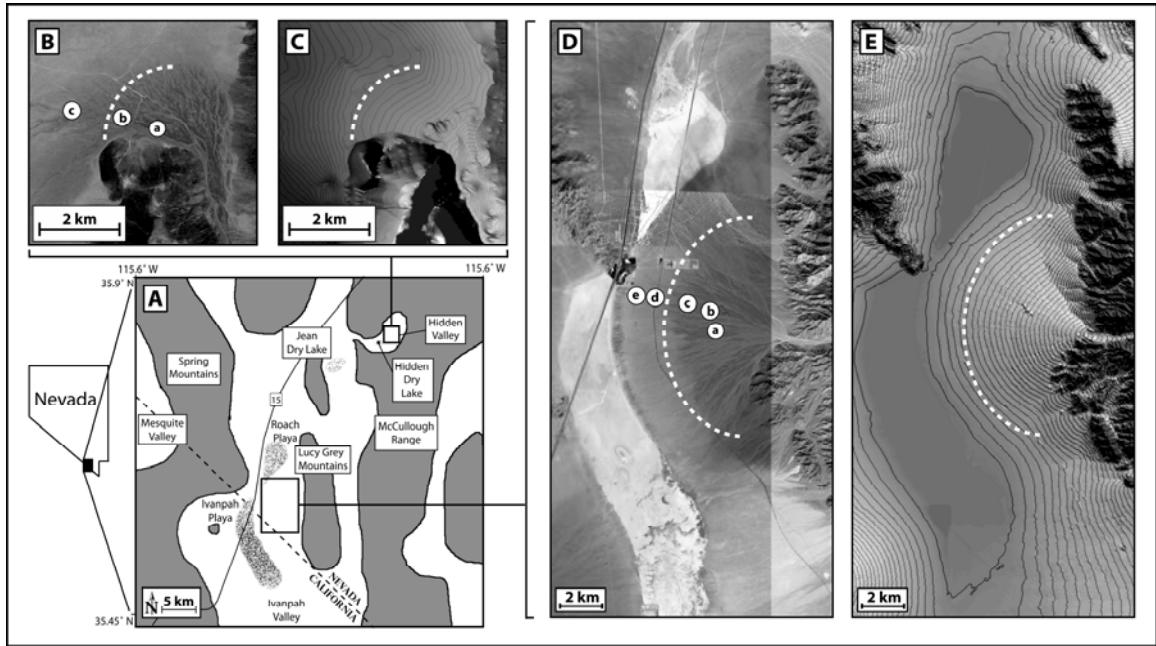 B
c
b
a
2 km
C
2 km
115.6° W
115.6° W
35.9° N
35.45° N
A
Nevada
Spring
Mountains
Mesquite
Valley
Jean
Dry Lake
Hidden
Valley
Hidden
Dry
Lake
15
Roach
Playa
McCullough
Range
Lucy Grey
Mountains
Ivanpah
Playa
NEVADA
CALIFORNIA
Ivanpah
Valley
N
5 km
D
e
d
c
b
a
2 km
E
2 km